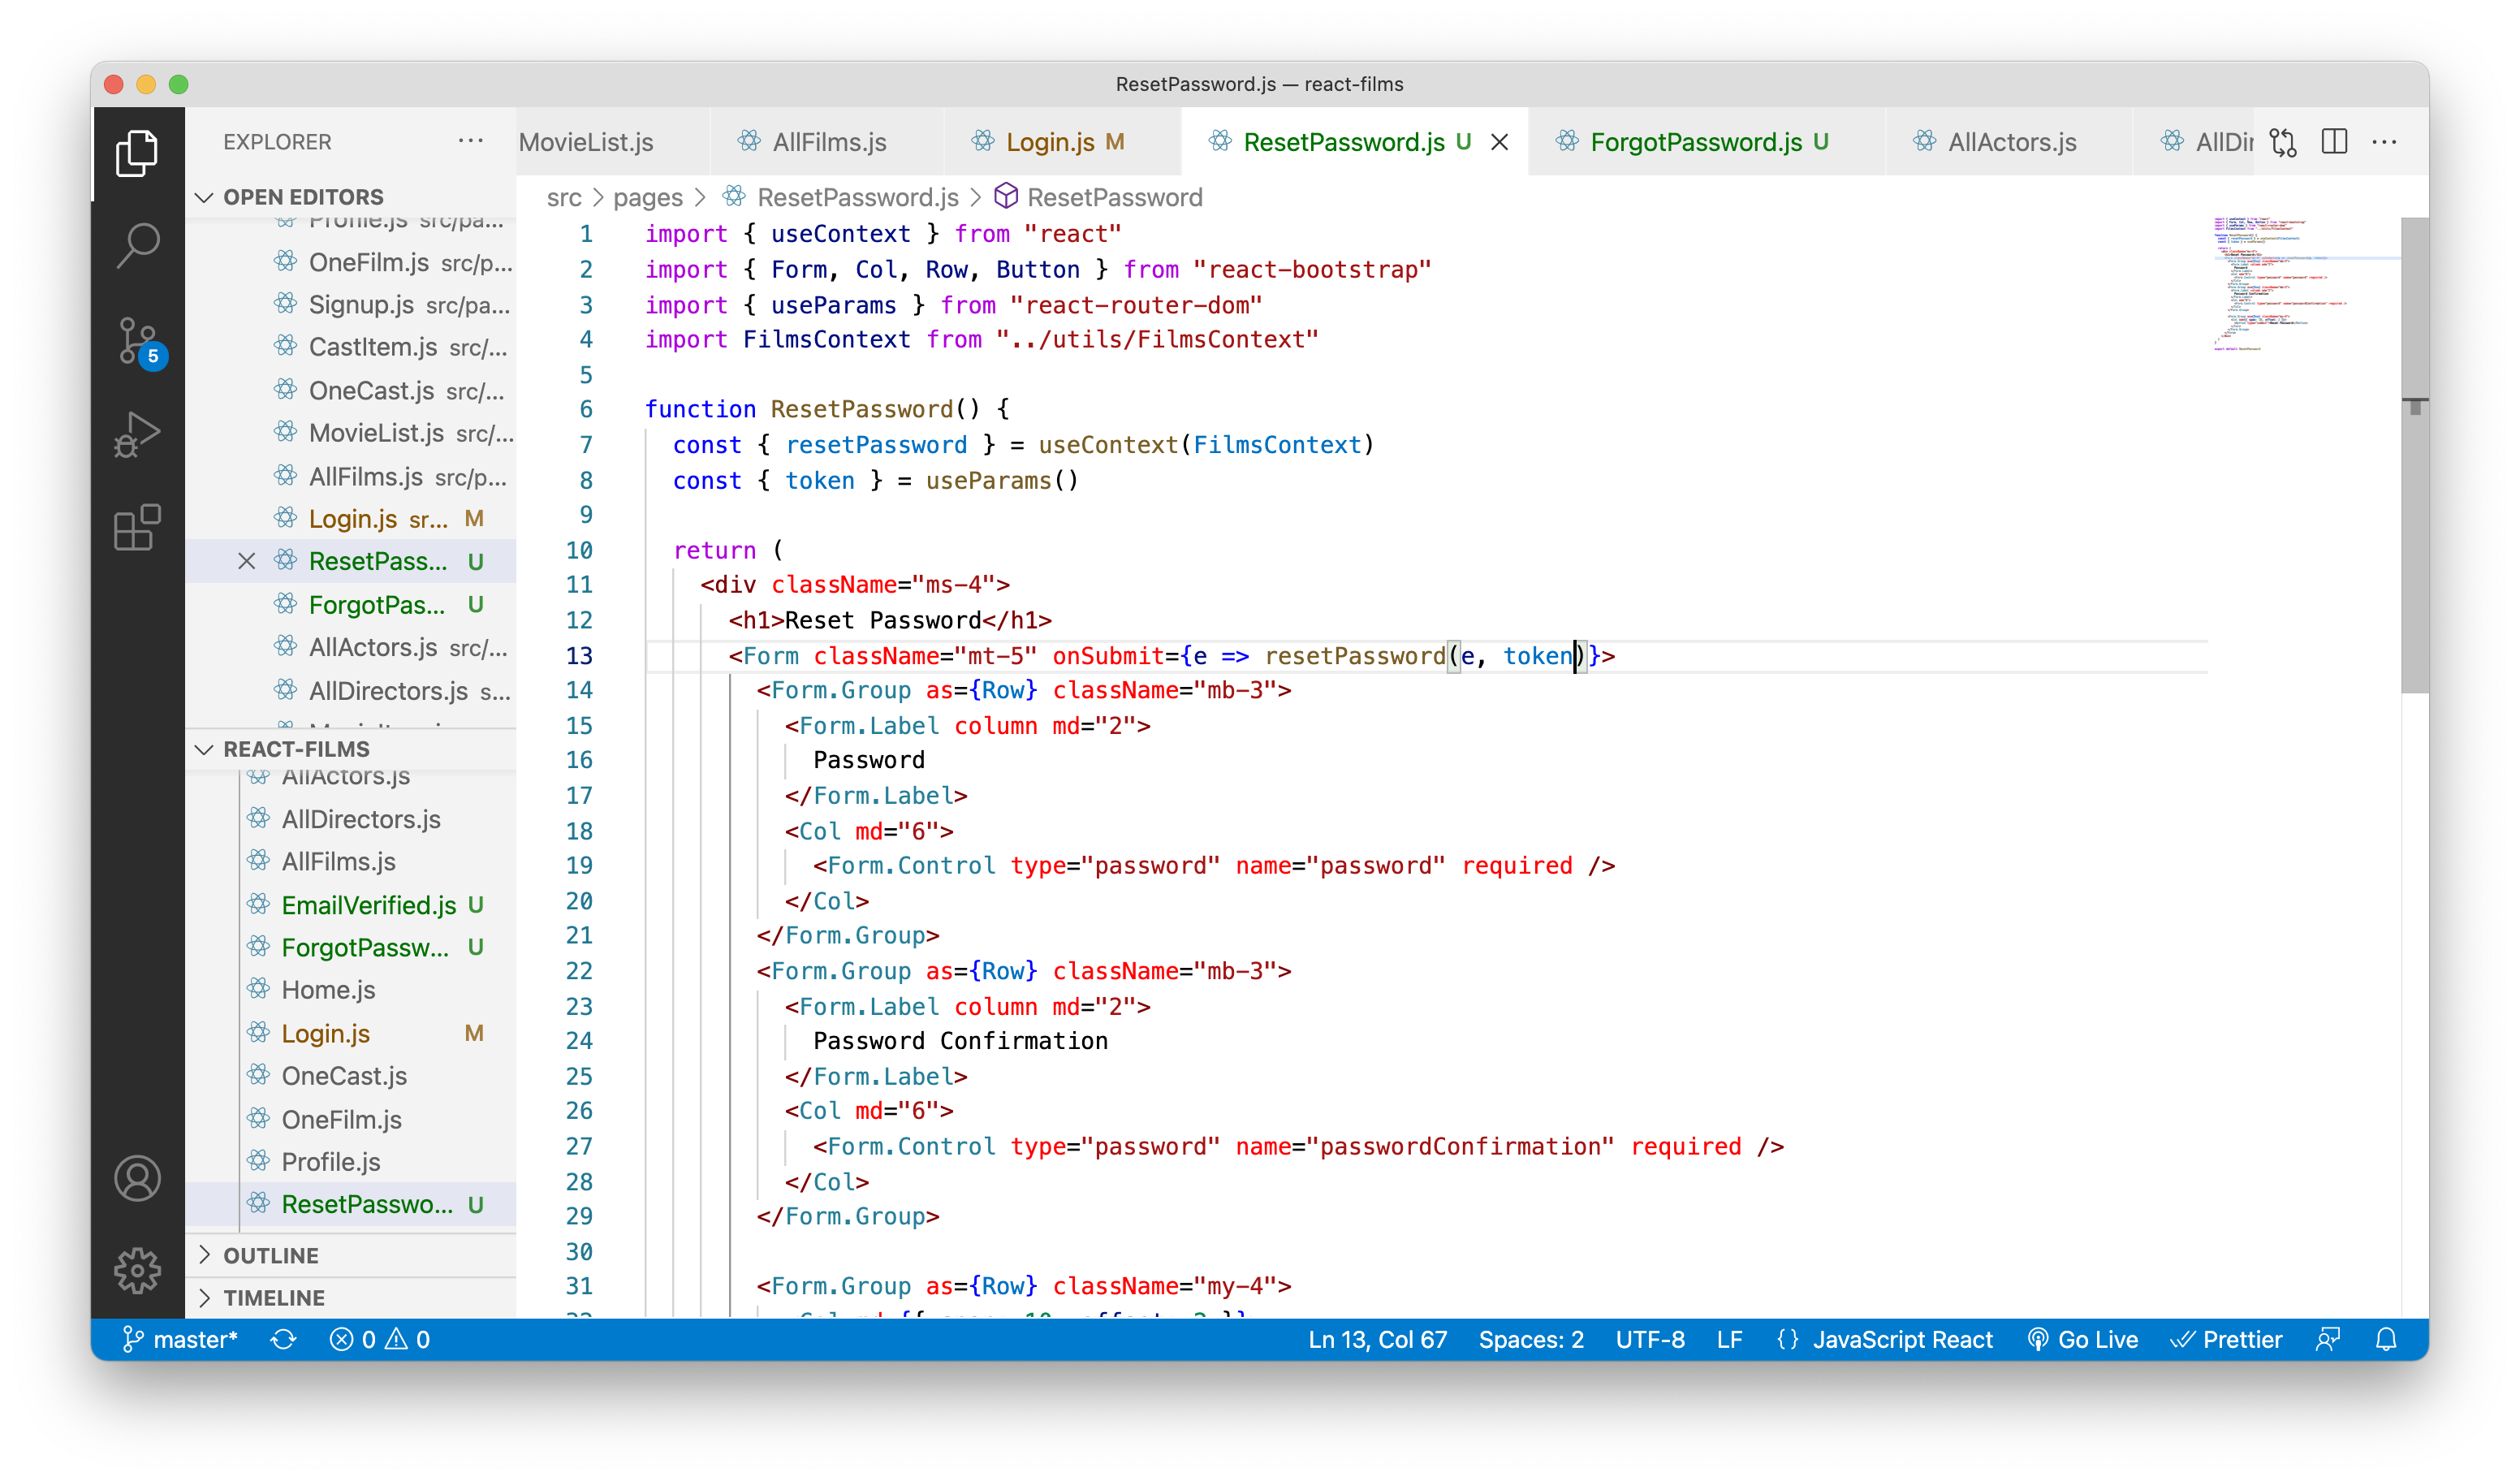 ResetPassword.js — react-films
EXPLORER
MovieList.js AllFilms.js Login.js M ResetPassword.js U ForgotPassword.js U AllActors.js AllDir
OPEN EDITORS
Profile.js src/pa...
OneFilm.js src/p...
Signup.js src/pa...
CastItem.js src/...
OneCast.js src/...
MovieList.js src/...
AllFilms.js src/p...
Login.js sr... M
ResetPass... U
ForgotPas... U
AllActors.js src/...
AllDirectors.js s...
REACT-FILMS
AllActors.js
AllDirectors.js
AllFilms.js
EmailVerified.js U
ForgotPassw... U
Home.js
Login.js M
OneCast.js
OneFilm.js
Profile.js
ResetPasswo... U
OUTLINE
TIMELINE
5
src > pages > ResetPassword.js > ResetPassword
1 import { useContext } from "react"
2 import { Form, Col, Row, Button } from "react-bootstrap"
3 import { useParams } from "react-router-dom"
4 import FilmsContext from "../utils/FilmsContext"
5
6 function ResetPassword() {
7 const { resetPassword } = useContext(FilmsContext)
8 const { token } = useParams()
9
10 return (
11 <div className="ms-4">
12 <h1>Reset Password</h1>
13 <Form className="mt-5" onSubmit={e => resetPassword(e, token)}>
14 <Form.Group as={Row} className="mb-3">
15 <Form.Label column md="2">
16 Password
17 </Form.Label>
18 <Col md="6">
19 <Form.Control type="password" name="password" required />
20 </Col>
21 </Form.Group>
22 <Form.Group as={Row} className="mb-3">
23 <Form.Label column md="2">
24 Password Confirmation
25 </Form.Label>
26 <Col md="6">
27 <Form.Control type="password" name="passwordConfirmation" required />
28 </Col>
29 </Form.Group>
30
31 <Form.Group as={Row} className="my-4">
master* 0 0 Ln 13, Col 67 Spaces: 2 UTF-8 LF {} JavaScript React Go Live Prettier